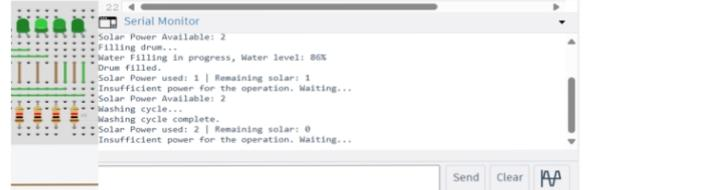 22
Serial Monitor
Solar Power Available: 2
Filling drum...
Water Filling in progress, Water level: 86%
Drum filled.
Solar Power used: 1 | Remaining solar: 1
Insufficient power for the operation. Waiting...
Solar Power Available: 2
Washing cycle...
Washing cycle complete.
Solar Power used: 2 | Remaining solar: 0
Insufficient power for the operation. Waiting...
Send Clear